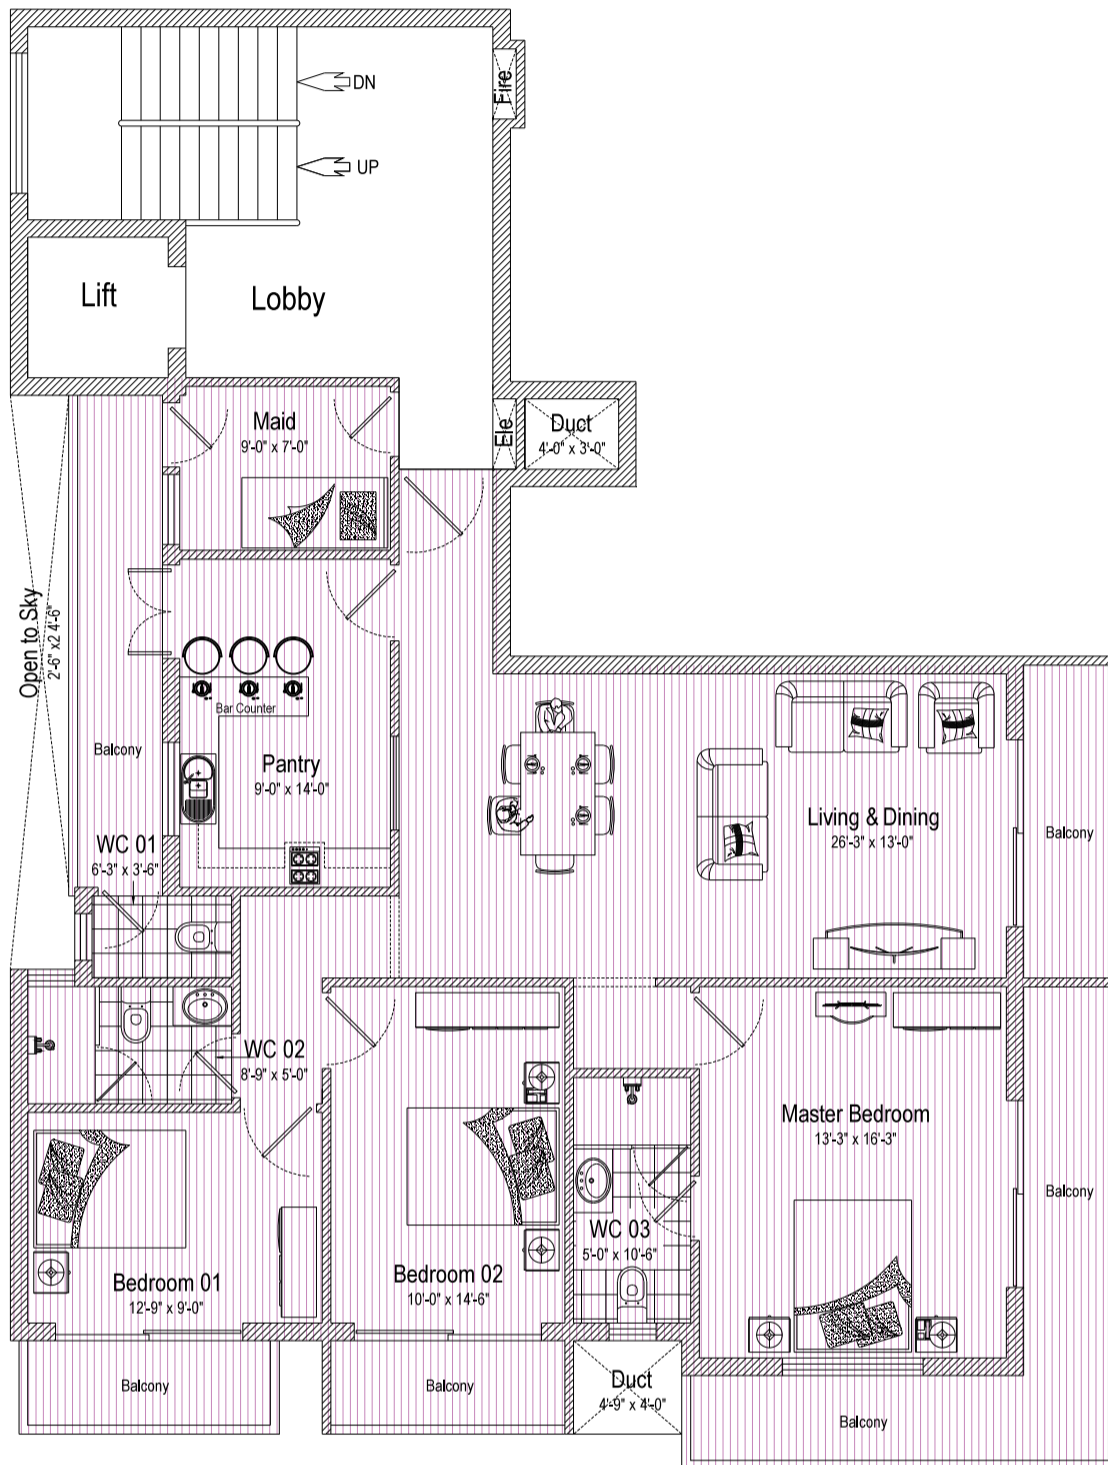 Fire
DN
UP
Lift
Lobby
Maid
9'-0" x 7'-0"
Ele
Duct
4'-0" x 3'-0"
Open to Sky
2'-6" x2 4'-6"
Bar Counter
Balcony
Pantry
9'-0" x 14'-0"
Living & Dining
26'-3" x 13'-0"
Balcony
WC 01
6'-3" x 3'-6"
WC 02
8'-9" x 5'-0"
Master Bedroom
13'-3" x 16'-3"
Balcony
WC 03
5'-0" x 10'-6"
Bedroom 01
12'-9" x 9'-0"
Bedroom 02
10'-0" x 14'-6"
Balcony
Balcony
Duct
4'-9" x 4'-0"
Balcony